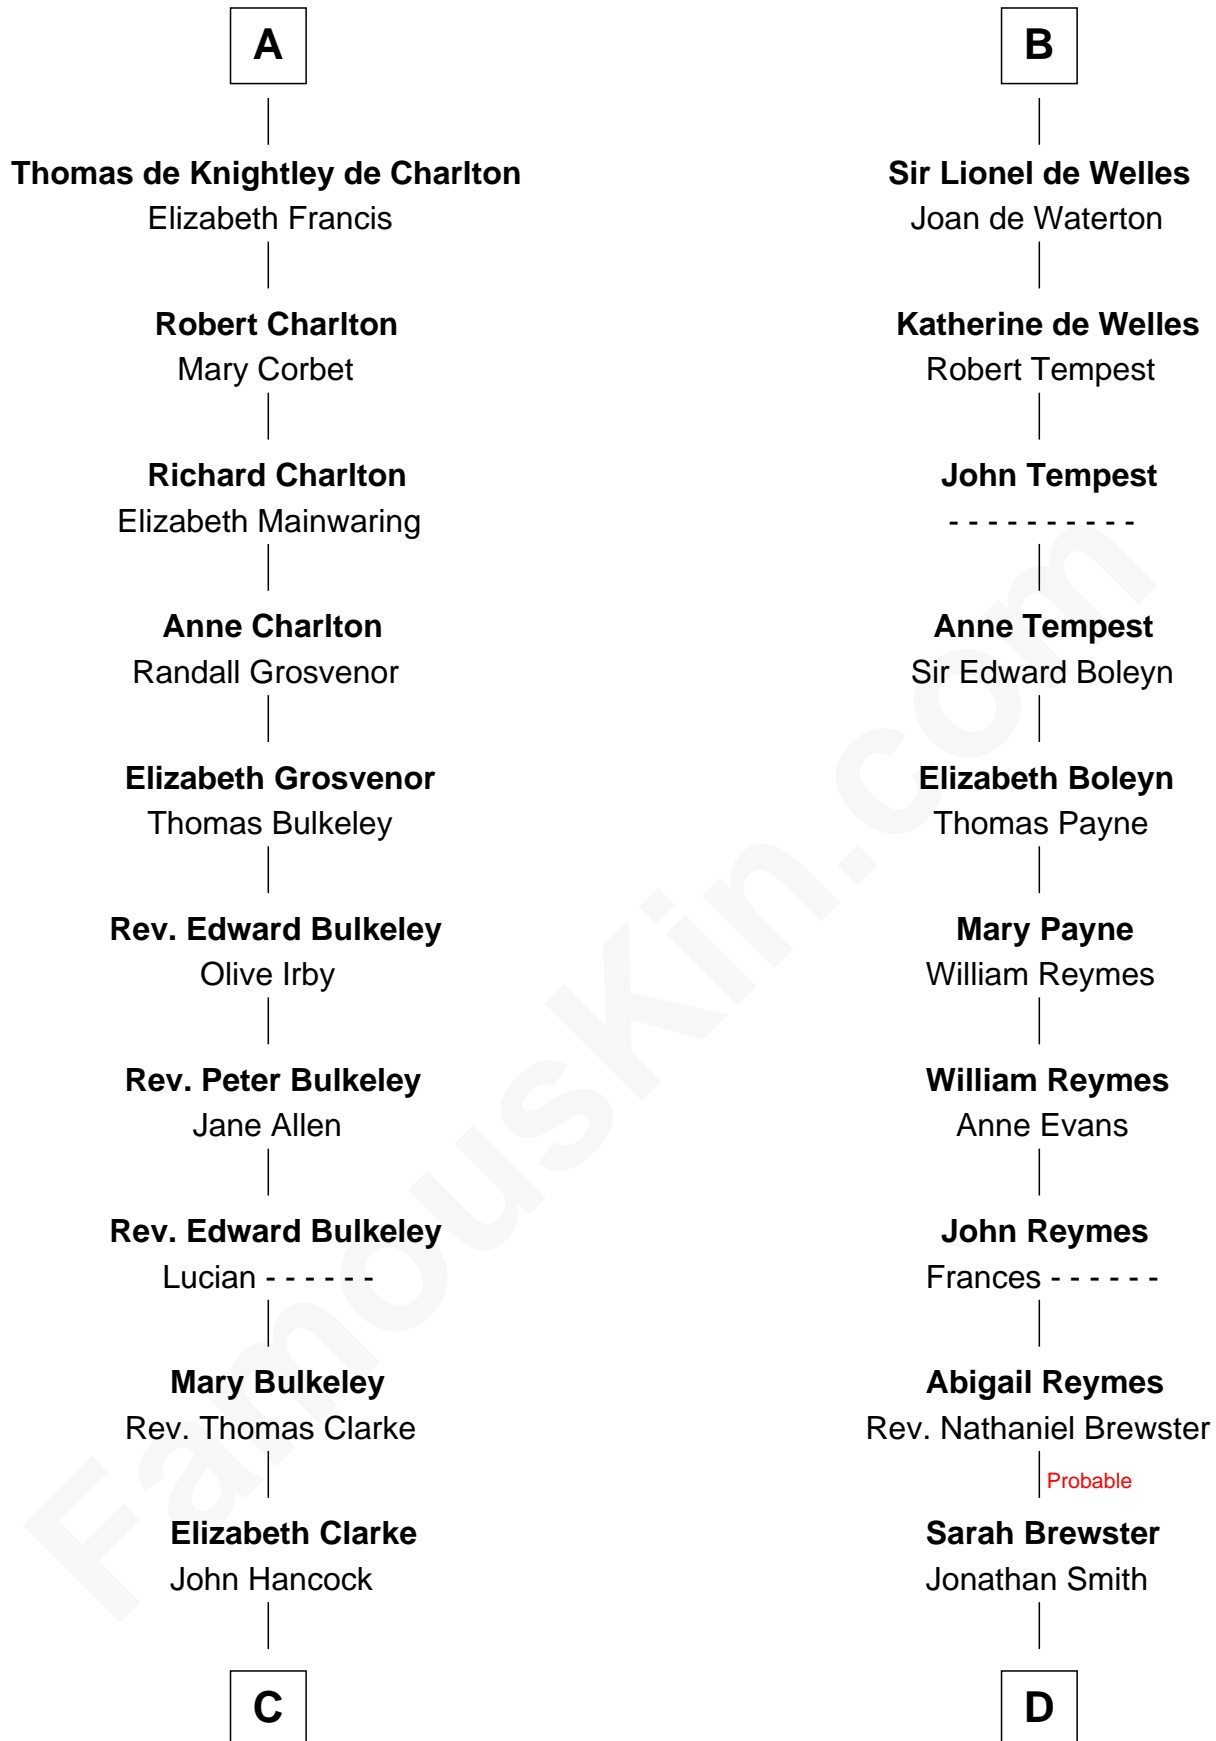 A
Thomas de Knightley de Charlton
Elizabeth Francis
Robert Charlton
Mary Corbet
Richard Charlton
Elizabeth Mainwaring
Anne Charlton
Randall Grosvenor
Elizabeth Grosvenor
Thomas Bulkeley
Rev. Edward Bulkeley
Olive Irby
Rev. Peter Bulkeley
Jane Allen
Rev. Edward Bulkeley
Lucian - - - - - -
Mary Bulkeley
Rev. Thomas Clarke
Elizabeth Clarke
John Hancock
C
B
Sir Lionel de Welles
Joan de Waterton
Katherine de Welles
Robert Tempest
John Tempest
- - - - - - - - - -
Anne Tempest
Sir Edward Boleyn
Elizabeth Boleyn
Thomas Payne
Mary Payne
William Reymes
William Reymes
Anne Evans
John Reymes
Frances - - - - - -
Abigail Reymes
Rev. Nathaniel Brewster
Probable
Sarah Brewster
Jonathan Smith
D
FamousKin.com